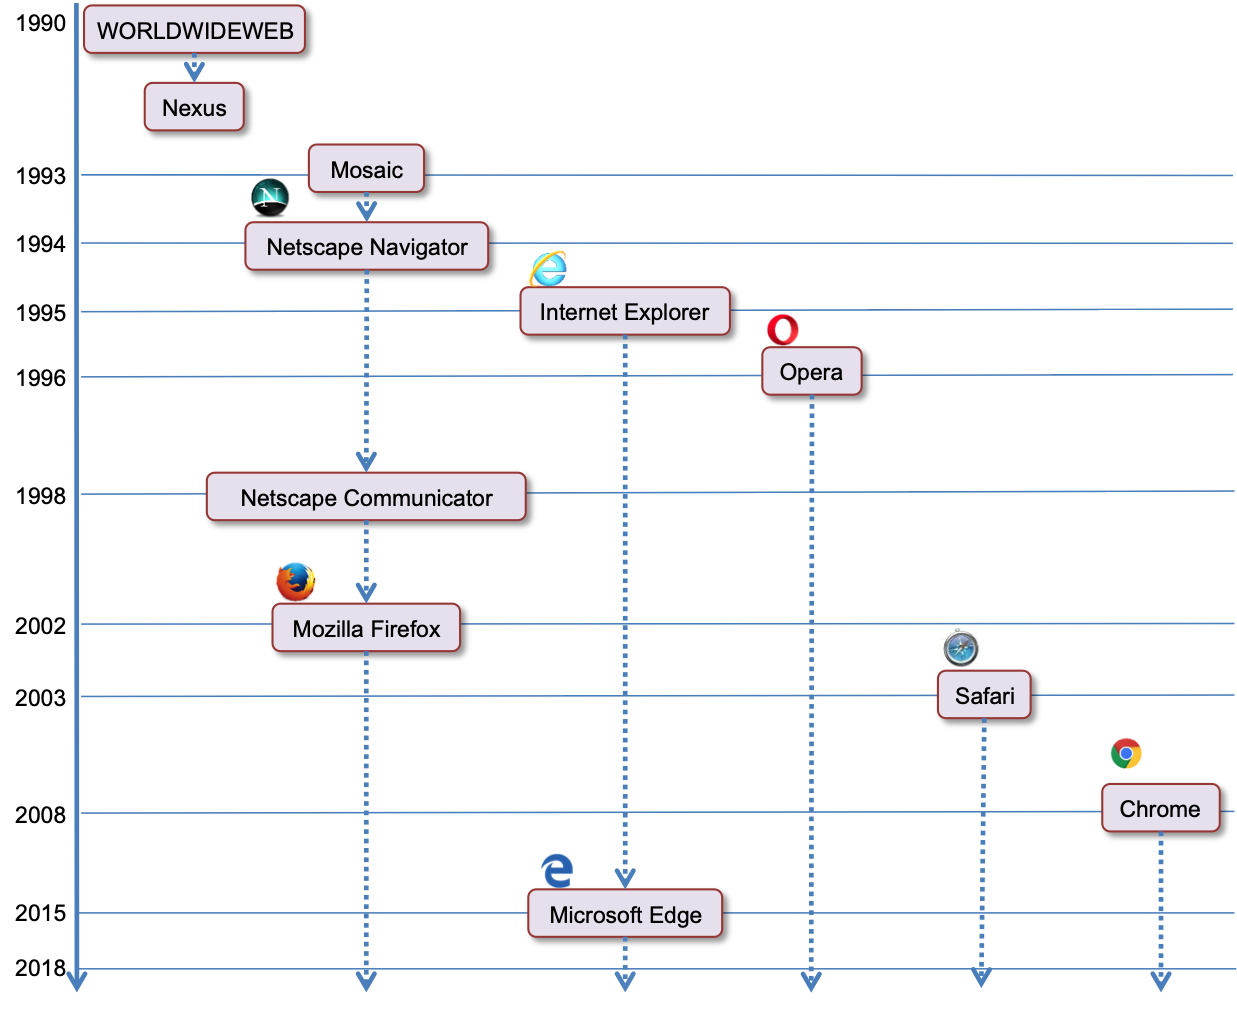 1990
WORLDWIDEWEB
Nexus
1993
Mosaic
N
1994
Netscape Navigator
1995
Internet Explorer
1996
Opera
1998
Netscape Communicator
2002
Mozilla Firefox
2003
Safari
2008
Chrome
2015
Microsoft Edge
2018